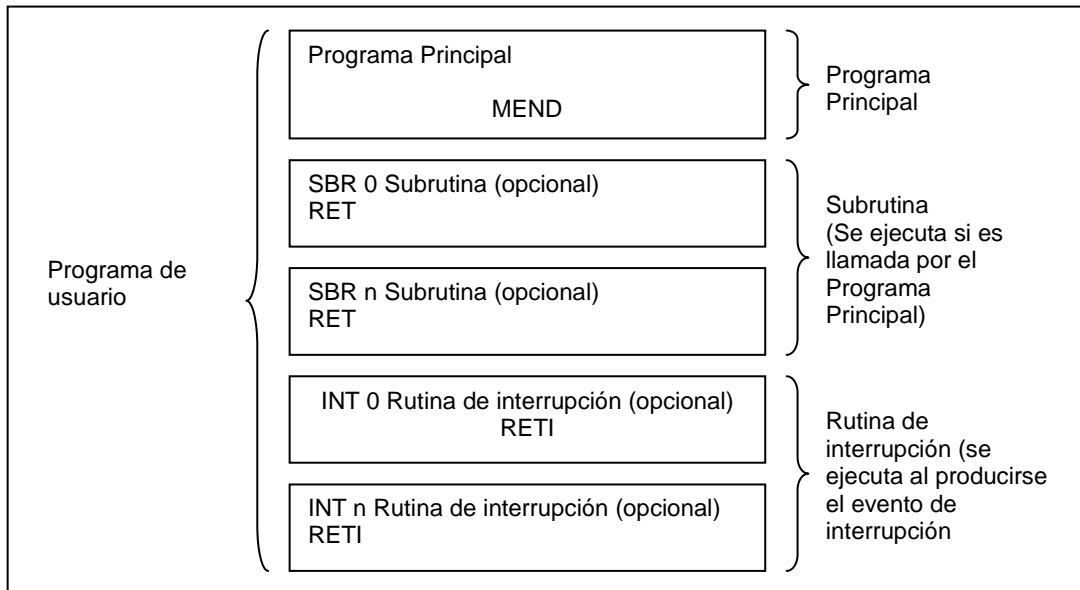 Programa de
usuario
Programa Principal
MEND
Programa
Principal
SBR 0 Subrutina (opcional)
RET
SBR n Subrutina (opcional)
RET
Subrutina
(Se ejecuta si es
llamada por el
Programa
Principal)
INT 0 Rutina de interrupción (opcional)
RETI
INT n Rutina de interrupción (opcional)
RETI
Rutina de
interrupción (se
ejecuta al producirse
el evento de
interrupción